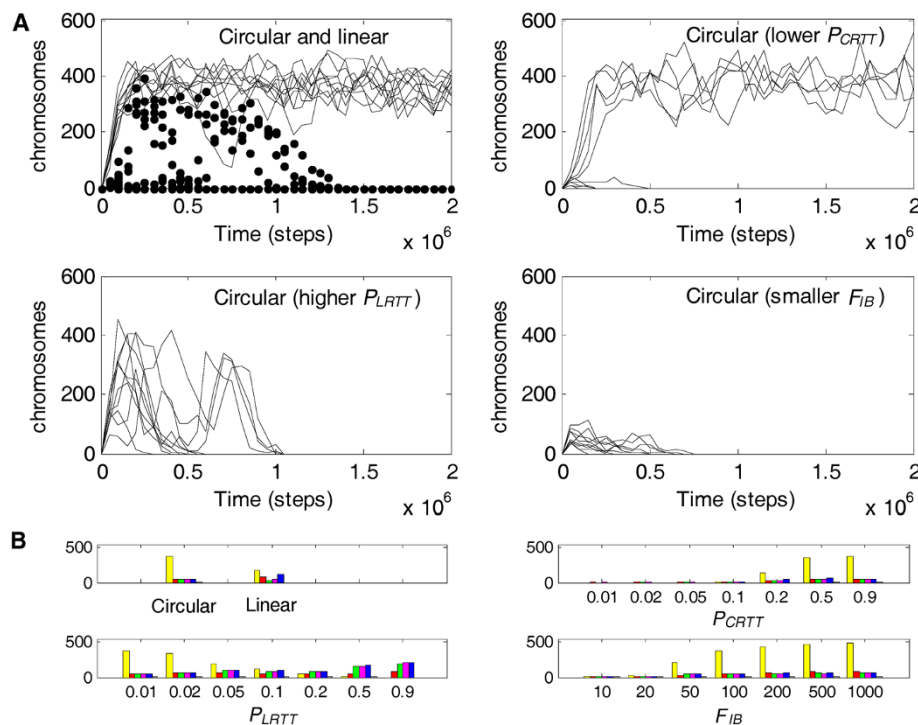 A
Circular and linear
600
400
200
0
chromosomes
0 0.5 1 1.5 2
Time (steps)
x 10^6
Circular (lower P_CRTT)
600
400
200
0
chromosomes
0 0.5 1 1.5 2
Time (steps)
x 10^6
Circular (higher P_LRTT)
600
400
200
0
chromosomes
0 0.5 1 1.5 2
Time (steps)
x 10^6
Circular (smaller F_IB)
600
400
200
0
chromosomes
0 0.5 1 1.5 2
Time (steps)
x 10^6
B
500
0
Circular Linear
500
0
0.01 0.02 0.05 0.1 0.2 0.5 0.9
P_CRTT
500
0
0.01 0.02 0.05 0.1 0.2 0.5 0.9
P_LRTT
500
0
10 20 50 100 200 500 1000
F_IB